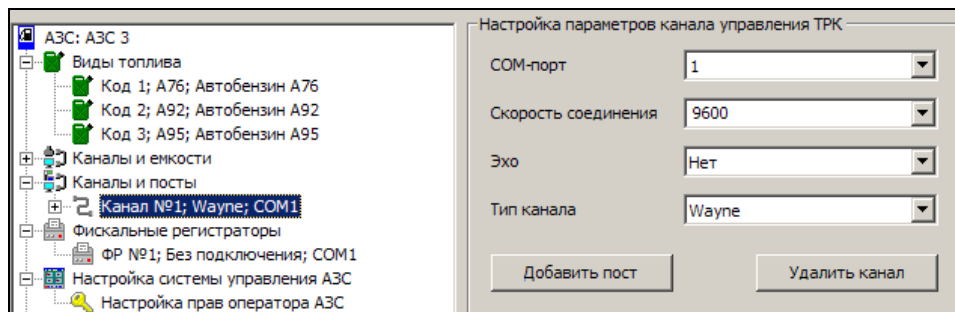 АЗС: АЗС 3
Виды топлива
Код 1; А76; Автобензин А76
Код 2; А92; Автобензин А92
Код 3; А95; Автобензин А95
Каналы и емкости
Каналы и посты
Канал №1; Wayne; COM1
Фискальные регистраторы
ФР №1; Без подключения; COM1
Настройка системы управления АЗС
Настройка прав оператора АЗС
Настройка параметров канала управления ТРК
COM-порт
1
Скорость соединения
9600
Эхо
Нет
Тип канала
Wayne
Добавить пост
Удалить канал